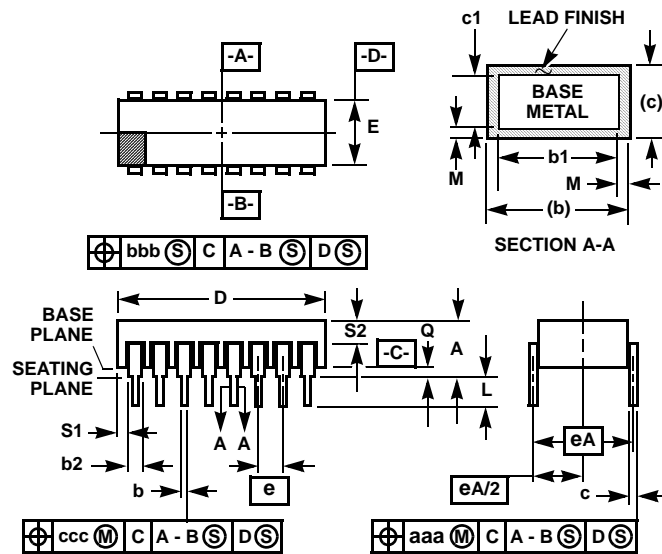 c1
LEAD FINISH
-A-
-D-
BASE
METAL
(c)
E
b1
M
M
-B-
(b)
SECTION A-A
⌖ bbb Ⓢ C A - B Ⓢ D Ⓢ
D
BASE
PLANE
S2
Q
-C-
A
SEATING
PLANE
L
S1
A
A
eA
b2
b
e
eA/2
c
⌖ ccc Ⓜ C A - B Ⓢ D Ⓢ
⌖ aaa Ⓜ C A - B Ⓢ D Ⓢ